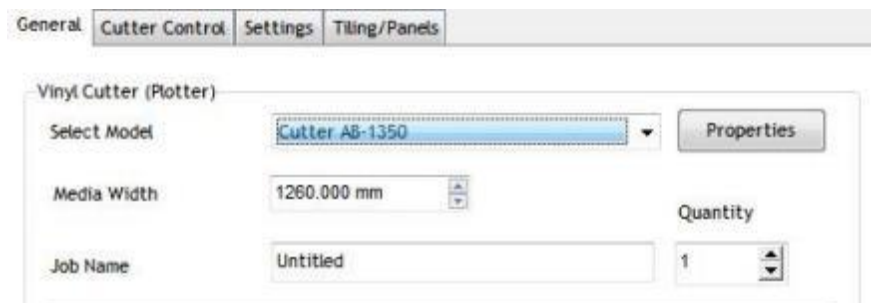 General Cutter Control Settings Tiling/Panels
Vinyl Cutter (Plotter)
Select Model Cutter AB-1350 Properties
Media Width 1260.000 mm
Quantity
Job Name Untitled 1